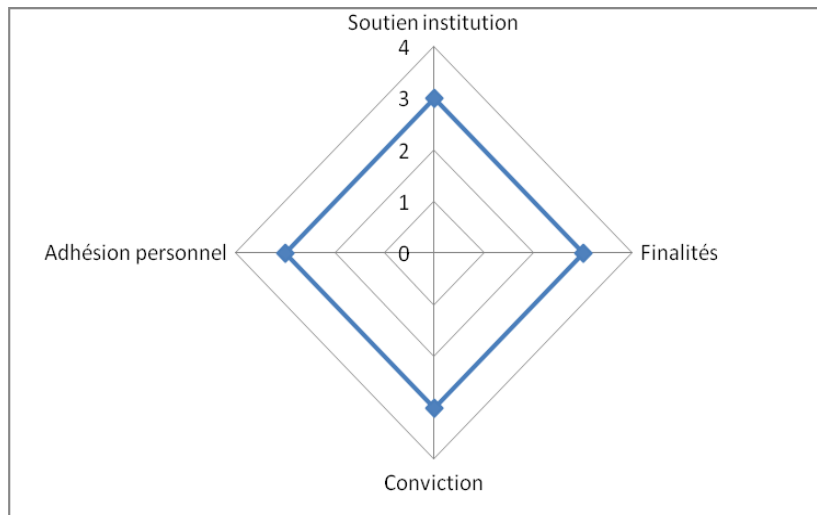 Soutien institution
4
3
2
1
0
Adhésion personnel
Finalités
Conviction